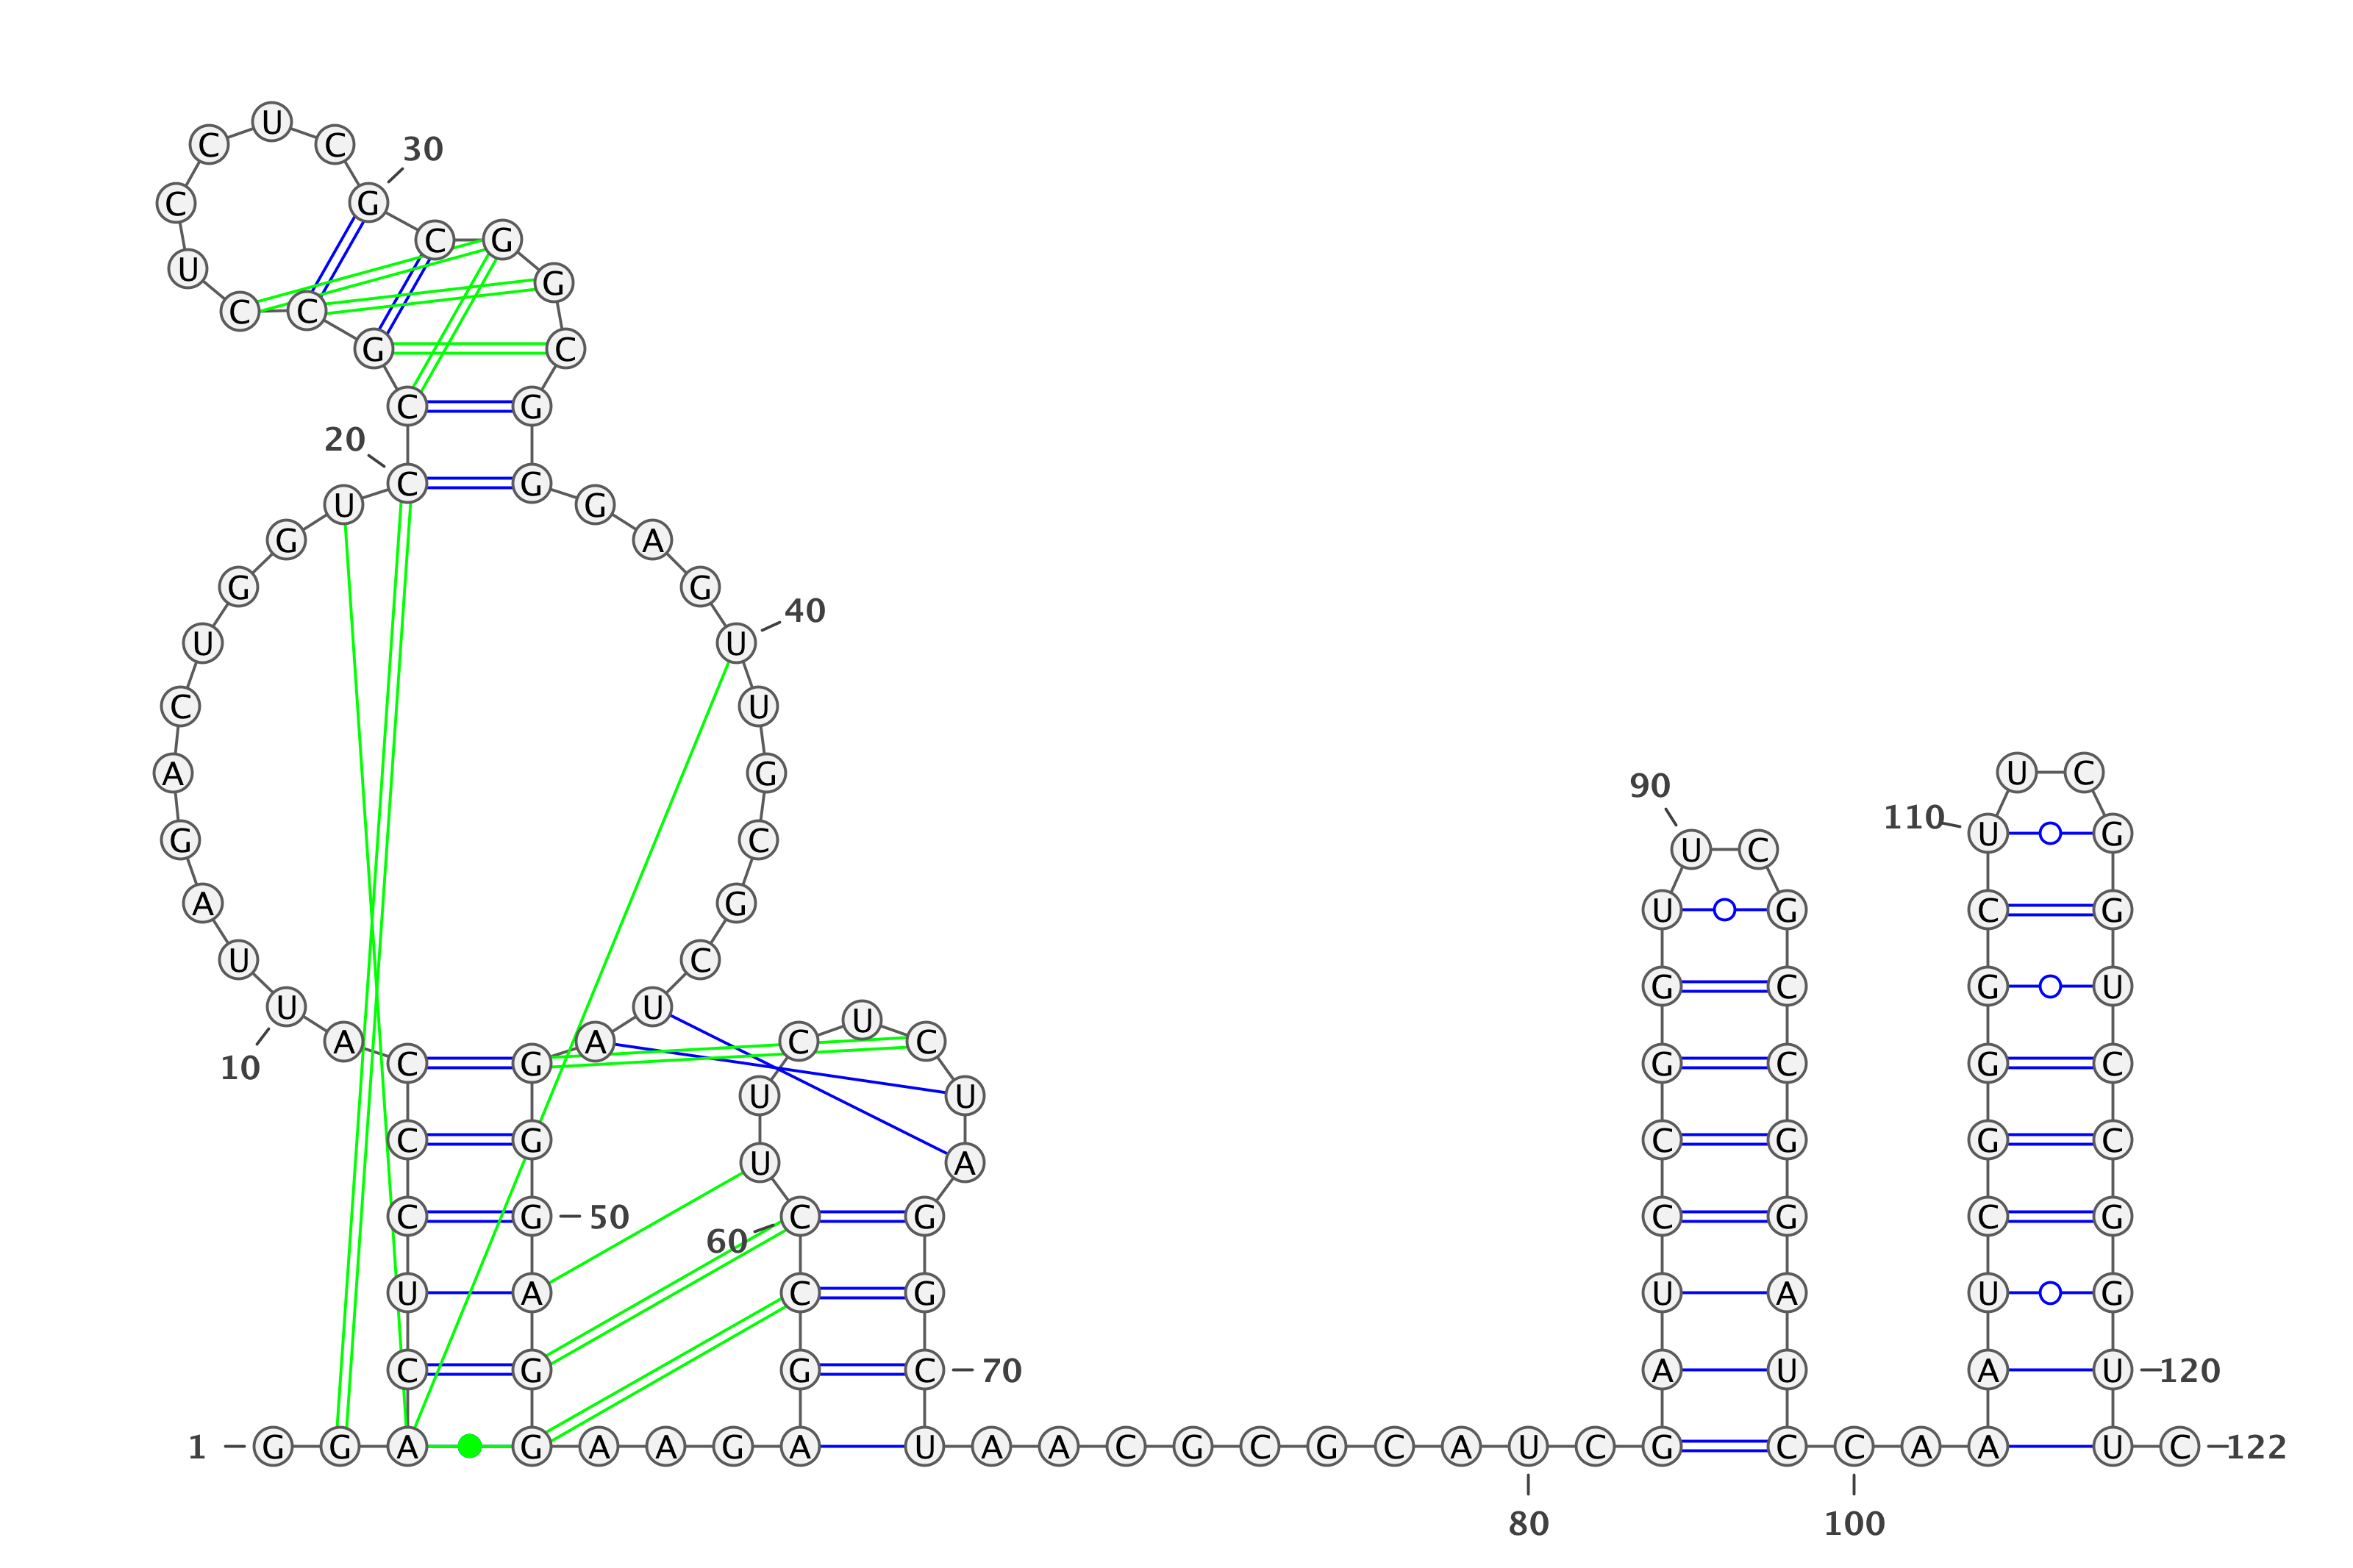 U
C C 30
C G
C G
U G
C C
G C
C G
20
C G
U G
G A
G G
40
U U
C U
A G U C
90
110 U G
G C U C
A G U G C G
U C
G C G U
U U U
A A C C
10 C G G C G C
U U
C G C G G C
U A
C G 50 C G C G C G
60
U A C G U A U G
C G G C 70 A U A U 120
1 G G A G A A G A U A A C G C G C A U C G C C A A U C 122
80 100